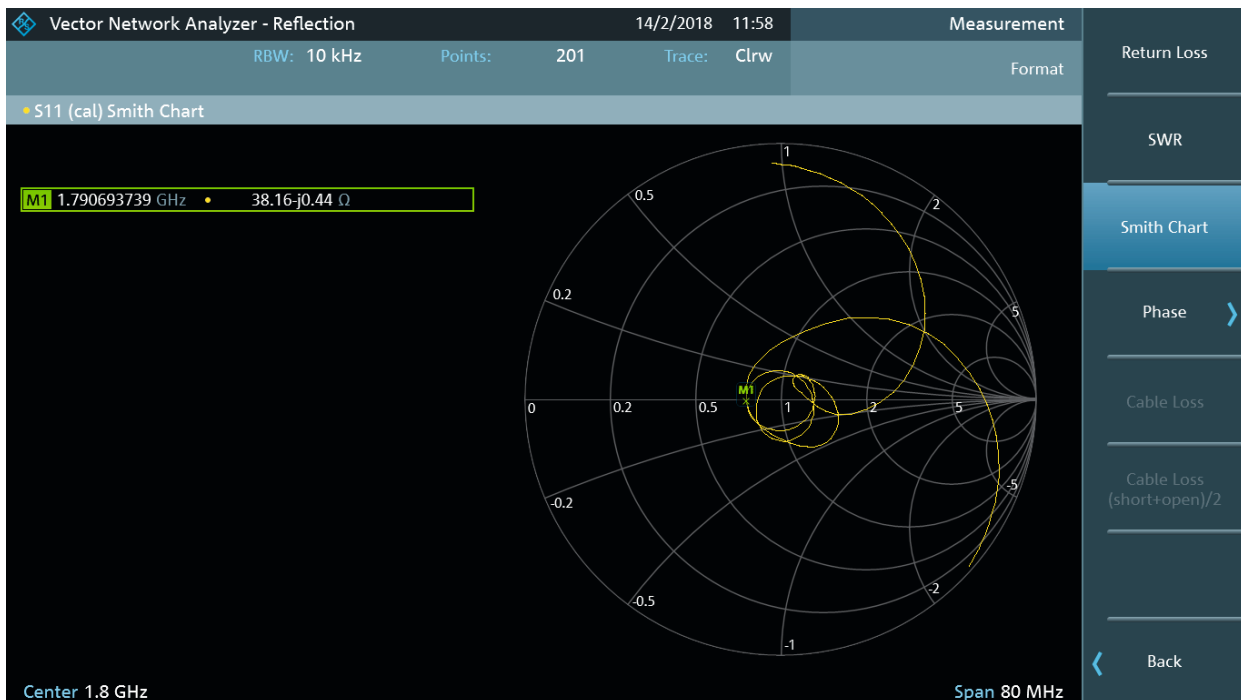 Vector Network Analyzer - Reflection 14/2/2018 11:58 Measurement
RBW: 10 kHz Points: 201 Trace: Clrw
Format
S11 (cal) Smith Chart
M1 1.790693739 GHz 38.16-j0.44 Ω
1
0.5
2
0.2
5
M1
0
0.2
0.5
1
2
5
-0.2
-5
-0.5
-2
-1
Center 1.8 GHz Span 80 MHz
Return Loss
SWR
Smith Chart
Phase
Cable Loss
Cable Loss
(short+open)/2
Back